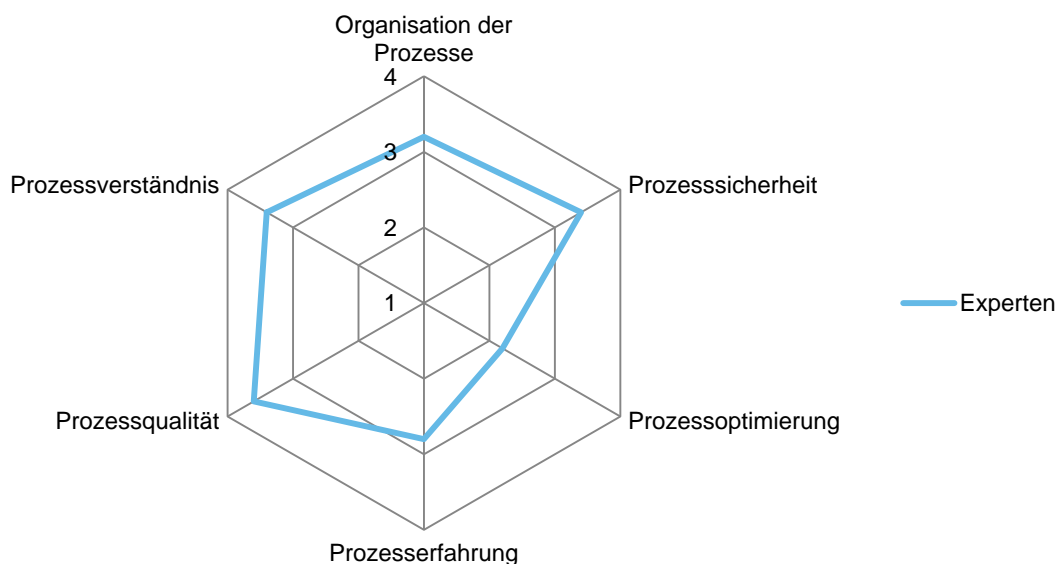 Organisation der
Prozesse
4
3
2
1
Prozessverständnis
Prozesssicherheit
Experten
Prozessqualität
Prozessoptimierung
Prozesserfahrung